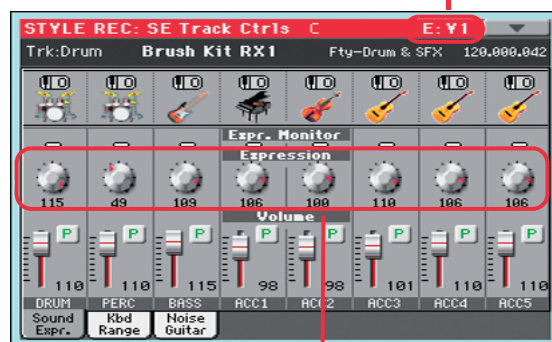 STYLE REC: SE Track Ctrls C E: ¥1
Trk:Drum Brush Kit RX1 Fty-Drum & SFX 120.000.042
Expr. Monitor
Expression
115 49 109 106 100 110 106 106
Volume
P P P P P P P P
110 110 115 98 98 101 110 110
DRUM PERC BASS ACC1 ACC2 ACC3 ACC4 ACC5
Sound Expr. Kbd Range Noise Guitar